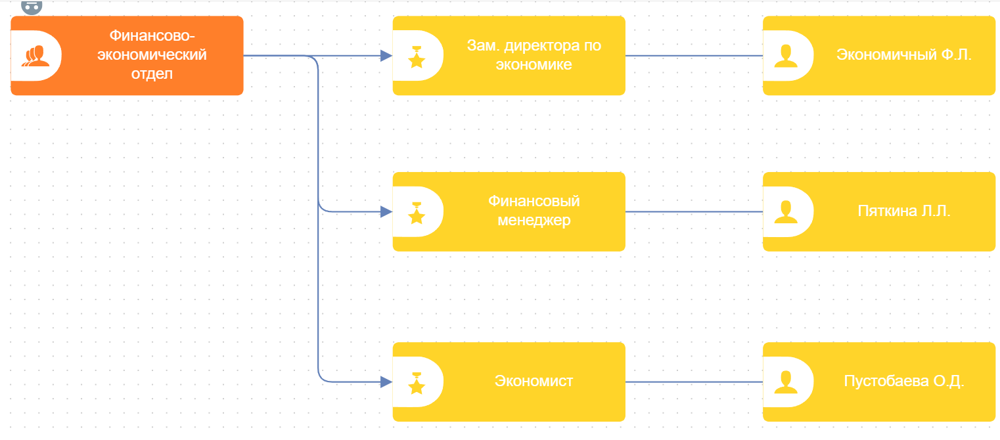 Финансово-
экономический
отдел
Зам. директора по
экономике
Экономичный Ф.Л.
Финансовый
менеджер
Пяткина Л.Л.
Экономист
Пустобаева О.Д.